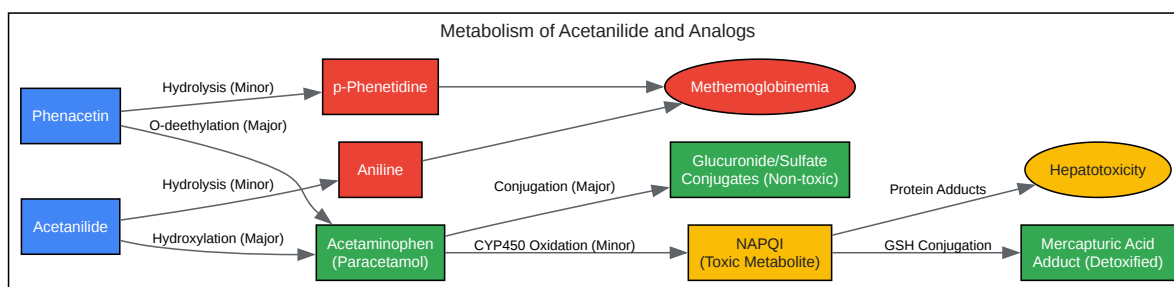 Metabolism of Acetanilide and Analogs
Phenacetin
Hydrolysis (Minor)
p-Phenetidine
Methemoglobinemia
O-deethylation (Major)
Aniline
Glucuronide/Sulfate
Conjugates (Non-toxic)
Hepatotoxicity
Hydrolysis (Minor)
Conjugation (Major)
Protein Adducts
Acetanilide
Hydroxylation (Major)
Acetaminophen
(Paracetamol)
CYP450 Oxidation (Minor)
NAPQI
(Toxic Metabolite)
GSH Conjugation
Mercapturic Acid
Adduct (Detoxified)